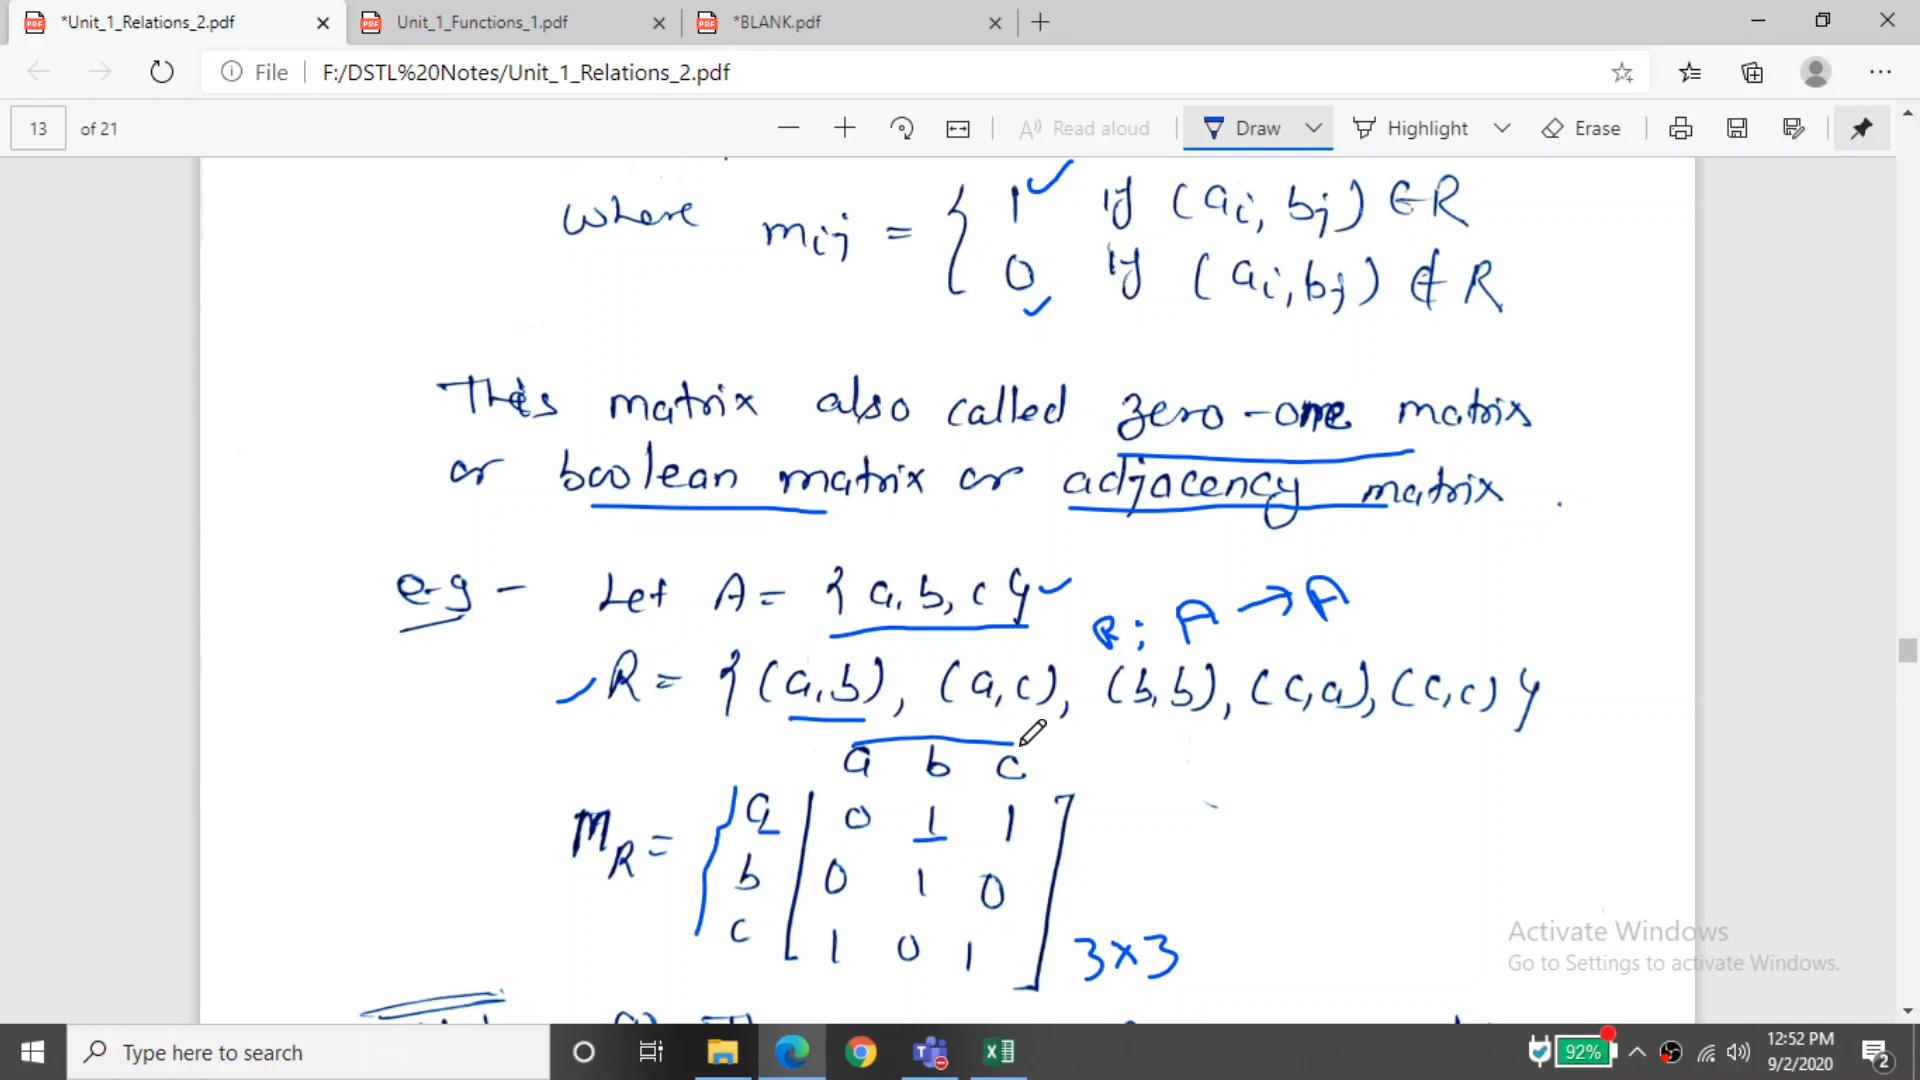 *Unit_1_Relations_2.pdf
Unit_1_Functions_1.pdf
*BLANK.pdf
File
F:/DSTL%20Notes/Unit_1_Relations_2.pdf
13 of 21
Read aloud
Draw
Highlight
Erase
where mij = { 1 if (ai, bj) ∈ R
0 if (ai, bj) ∉ R
This matrix also called zero-one matrix
or boolean matrix or adjacency matrix.
e.g - Let A = {a, b, c}
R: A → A
R = {(a,b), (a,c), (b,b), (c,a), (c,c)}
a b c
MR = a [ 0 1 1 ]
b 0 1 0
c 1 0 1
3×3
Activate Windows
Go to Settings to activate Windows.
Type here to search
92%
12:52 PM
9/2/2020
2